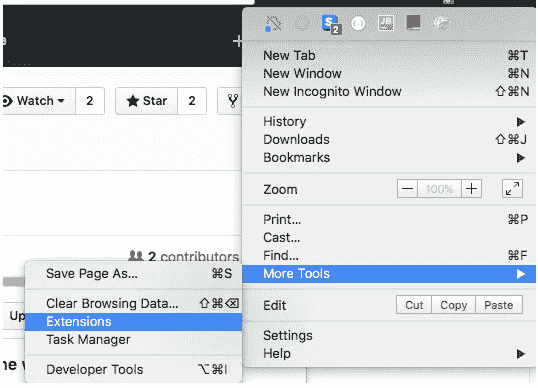 2
JB
New Tab ⌘T
New Window ⌘N
New Incognito Window ⇧⌘N
Watch 2 Star 2
History
Downloads ⇧⌘J
Bookmarks
Zoom − 100% +
Print... ⌘P
Cast...
Find... ⌘F
2 contributors
More Tools
Save Page As... ⌘S
Clear Browsing Data... ⇧⌘⌫
Extensions
Task Manager
Developer Tools ⌥⌘I
Edit Cut Copy Paste
Settings
Help